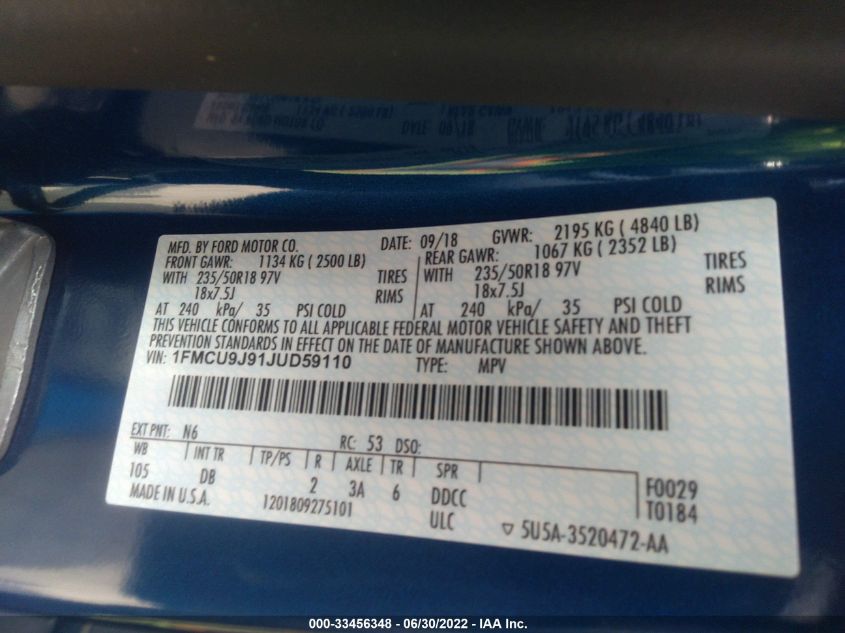 MFD. BY FORD MOTOR CO. DATE: 09/18 GVWR: 2195 KG ( 4840 LB)
FRONT GAWR: 1134 KG ( 2500 LB) REAR GAWR: 1067 KG ( 2352 LB)
WITH 235/50R18 97V TIRES WITH 235/50R18 97V TIRES
18x7.5J RIMS 18x7.5J RIMS
AT 240 kPa/ 35 PSI COLD AT 240 kPa/ 35 PSI COLD
THIS VEHICLE CONFORMS TO ALL APPLICABLE FEDERAL MOTOR VEHICLE SAFETY AND THEFT
PREVENTION STANDARDS IN EFFECT ON THE DATE OF MANUFACTURE SHOWN ABOVE.
VIN: 1FMCU9J91JUD59110 TYPE: MPV
EXT PNT: N6 RC: 53 DSO:
WB INT TR TP/PS R AXLE TR SPR
105 DB 2 3A 6 DDCC F0029
MADE IN U.S.A. 1201809275101 ULC T0184
5U5A-3520472-AA
000-33456348 - 06/30/2022 - IAA Inc.